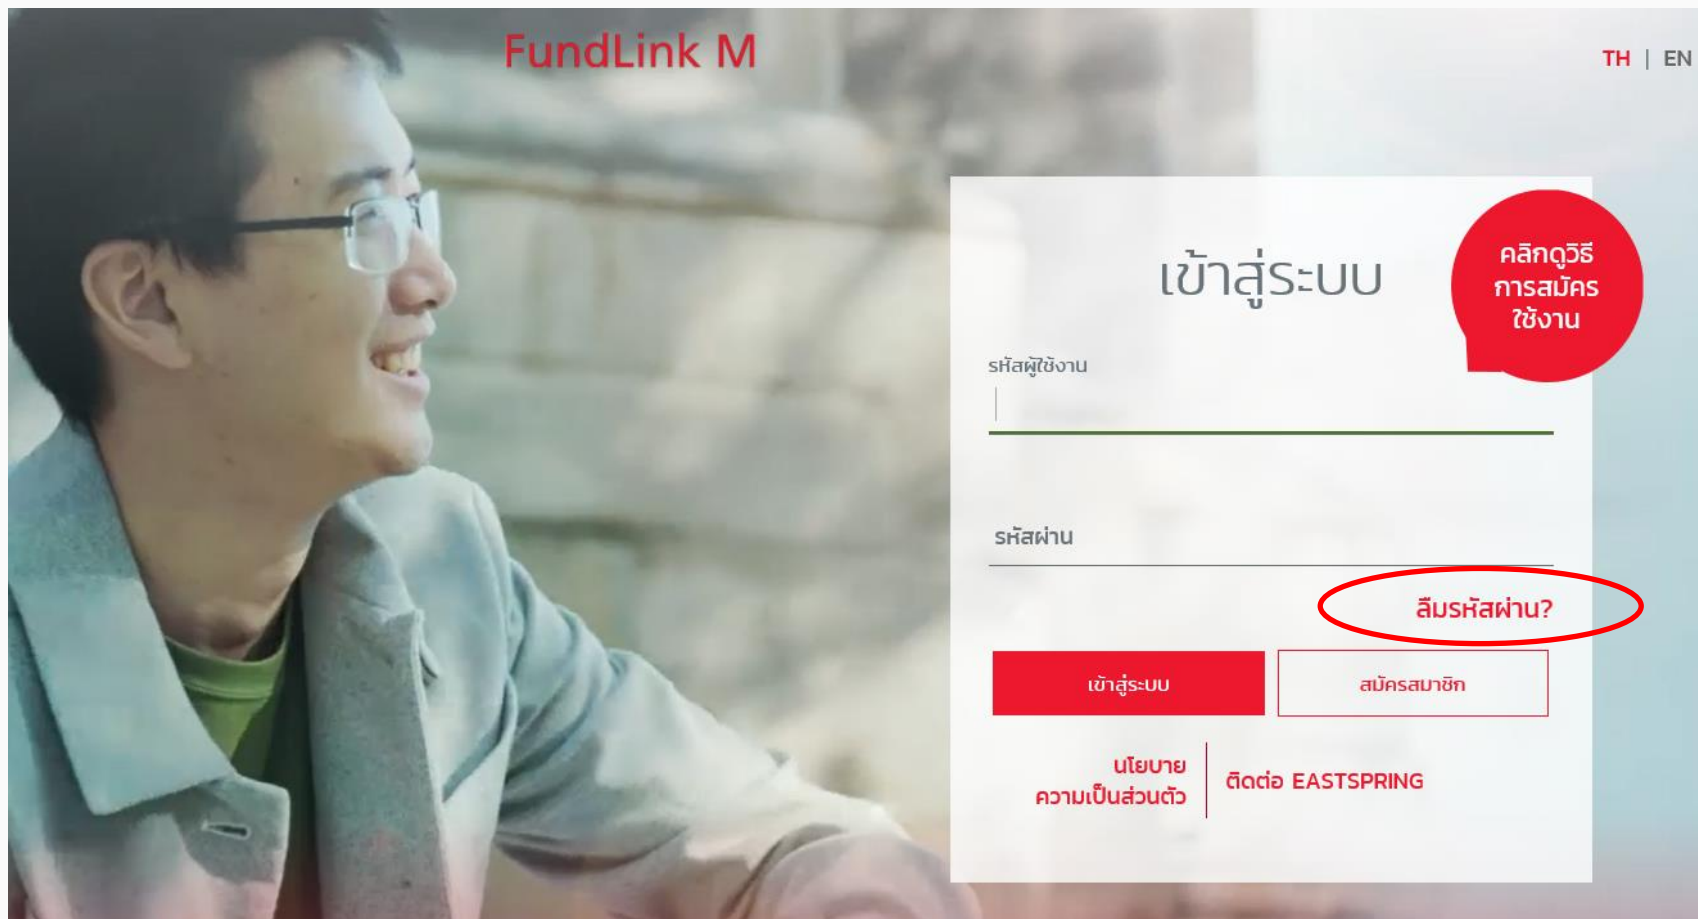 FundLink M
TH | EN
เข้าสู่ระบบ
คลิกดูวิธี
การสมัคร
ใช้งาน
รหัสผู้ใช้งาน
รหัสผ่าน
ลืมรหัสผ่าน?
เข้าสู่ระบบ
สมัครสมาชิก
นโยบาย
ความเป็นส่วนตัว
ติดต่อ EASTSPRING